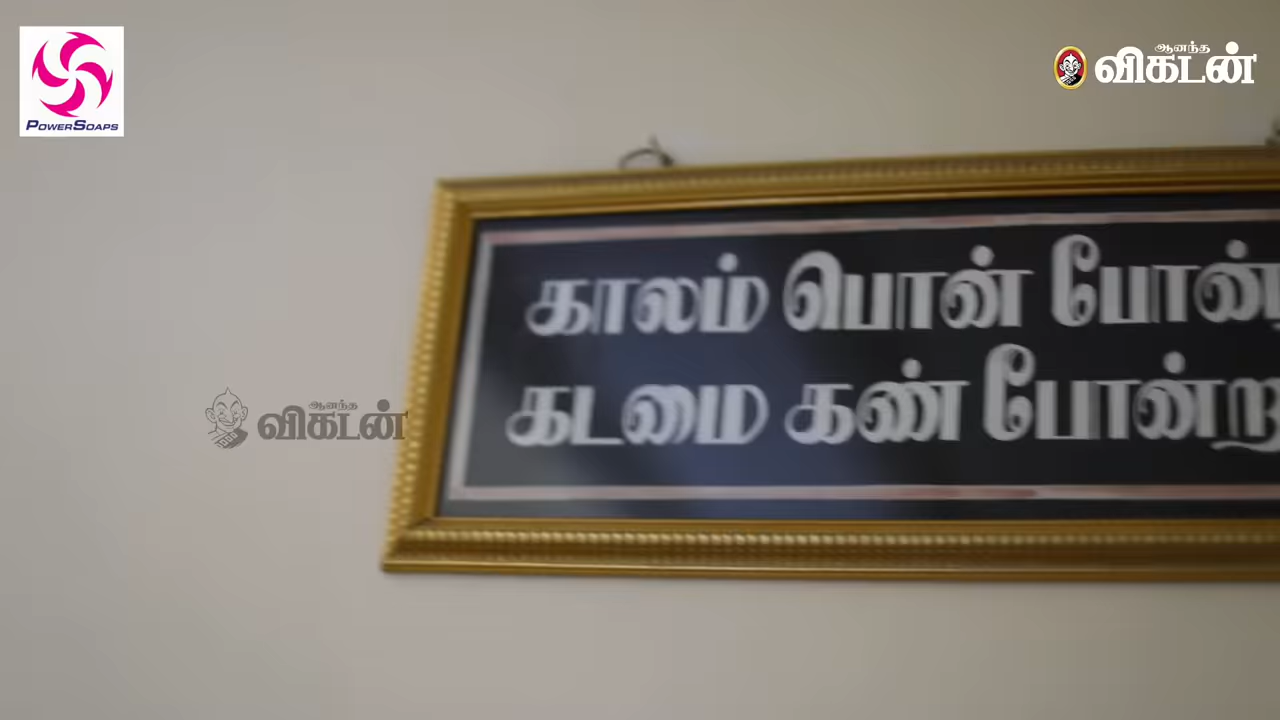 POWERSOAPS
ஆனந்த
விகடன்
காலம் பொன் போன்
கடமை கண் போன்ற
ஆனந்த
விகடன்